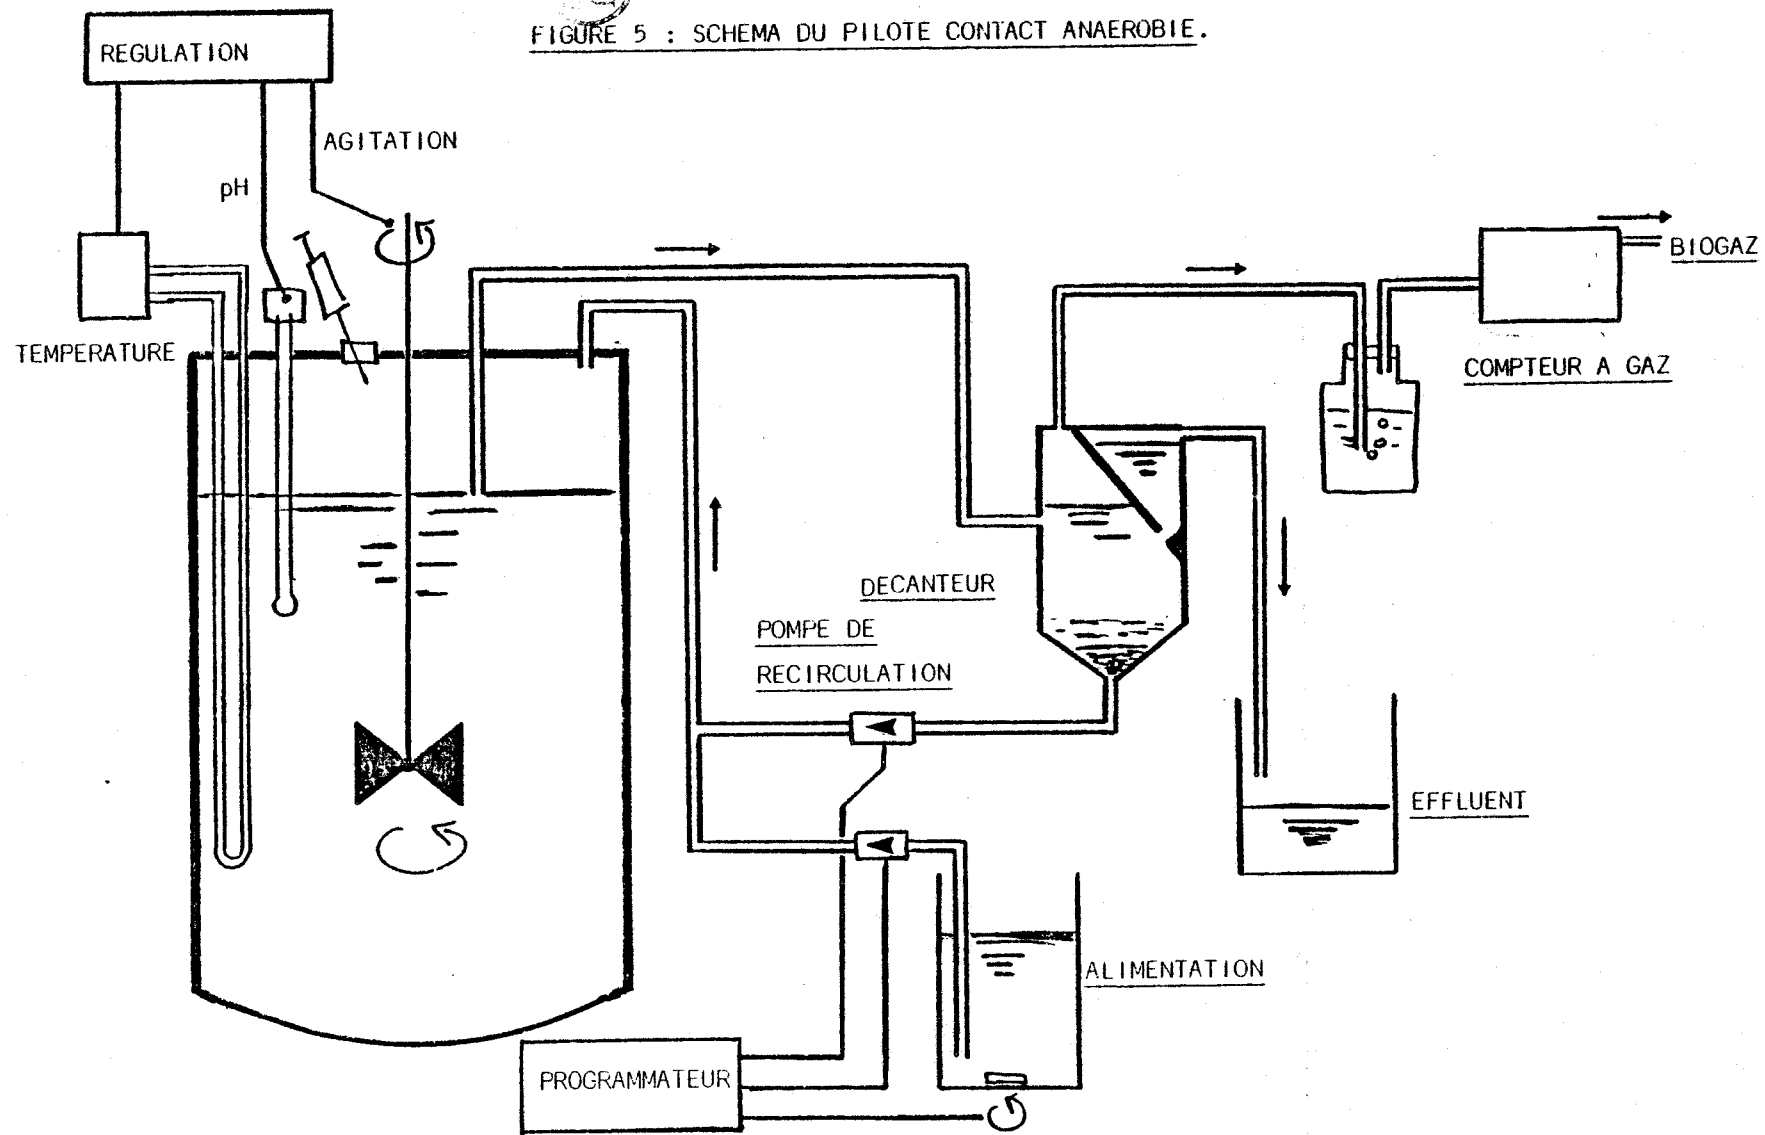 FIGURE 5 : SCHEMA DU PILOTE CONTACT ANAEROBIE.
REGULATION
AGITATION
pH
TEMPERATURE
BIOGAZ
COMPTEUR A GAZ
DECANTEUR
POMPE DE
RECIRCULATION
EFFLUENT
ALIMENTATION
PROGRAMMATEUR